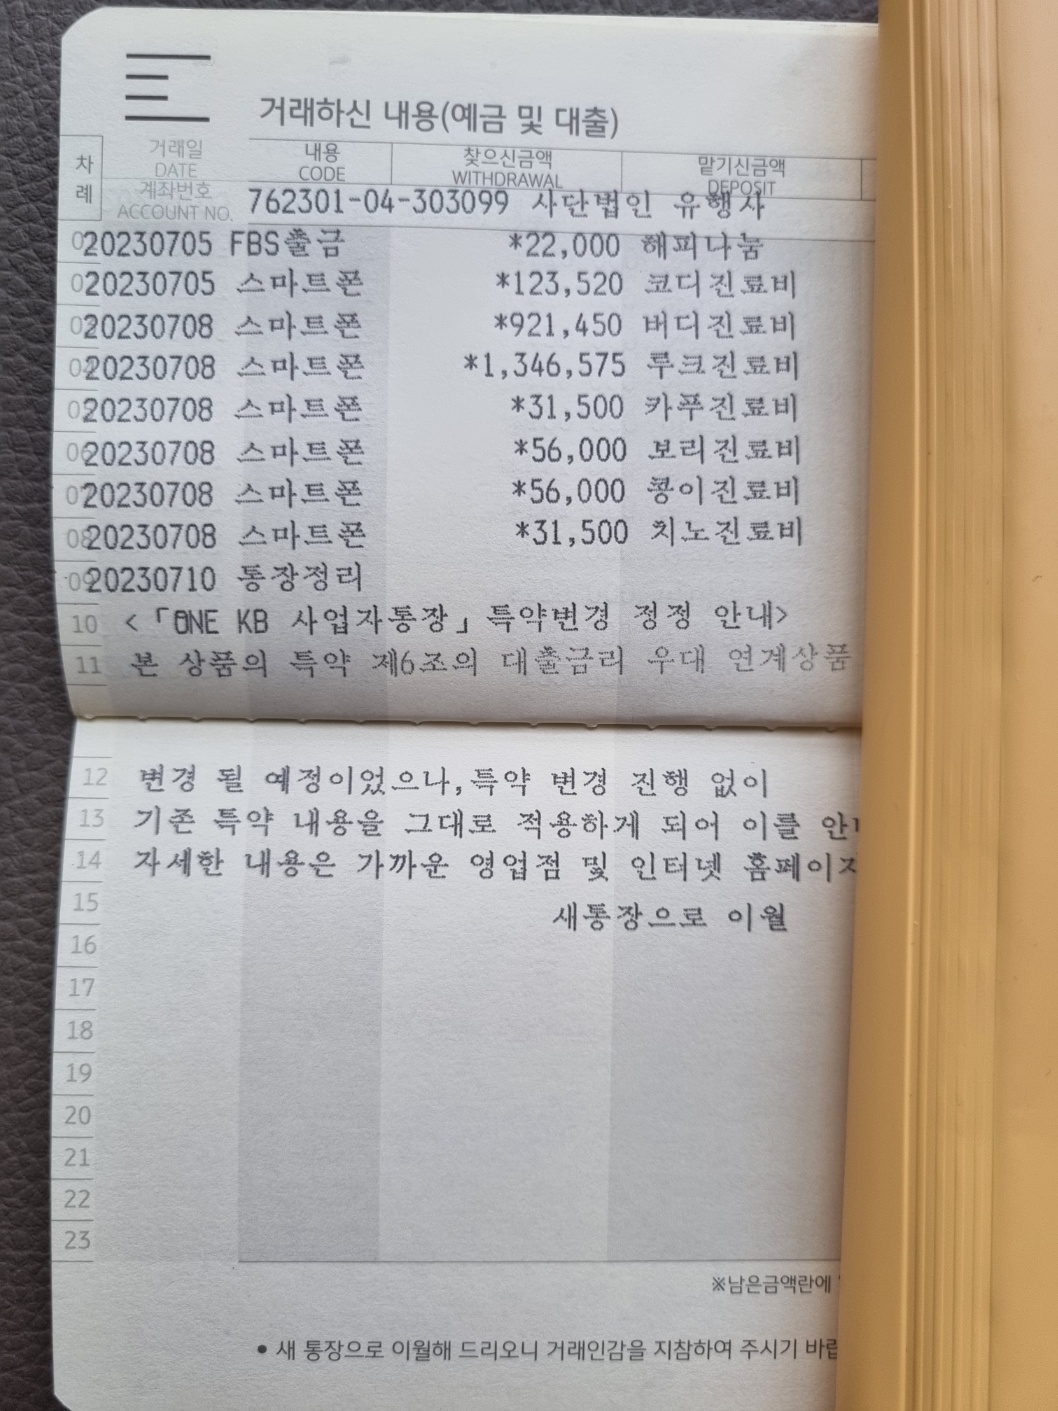 거래하신 내용(예금 및 대출)
차례 거래일 DATE 내용 CODE 찾으신금액 WITHDRAWAL 맡기신금액 DEPOSIT
계좌번호 ACCOUNT NO. 762301-04-303099 사단법인 유행사
20230705 FBS출금 *22,000 해피나눔
20230705 스마트폰 *123,520 코디진료비
20230708 스마트폰 *921,450 버디진료비
20230708 스마트폰 *1,346,575 루크진료비
20230708 스마트폰 *31,500 카푸진료비
20230708 스마트폰 *56,000 보리진료비
20230708 스마트폰 *56,000 콩이진료비
20230708 스마트폰 *31,500 치노진료비
20230710 통장정리
10 <「ONE KB 사업자통장」특약변경 정정 안내>
11 본 상품의 특약 제6조의 대출금리 우대 연계상품
12 변경 될 예정이었으나,특약 변경 진행 없이
13 기존 특약 내용을 그대로 적용하게 되어 이를
14 자세한 내용은 가까운 영업점 및 인터넷 홈페이지
15 새통장으로 이월
16
17
18
19
20
21
22
23
※남은금액란에
• 새 통장으로 이월해 드리오니 거래인감을 지참하여 주시기